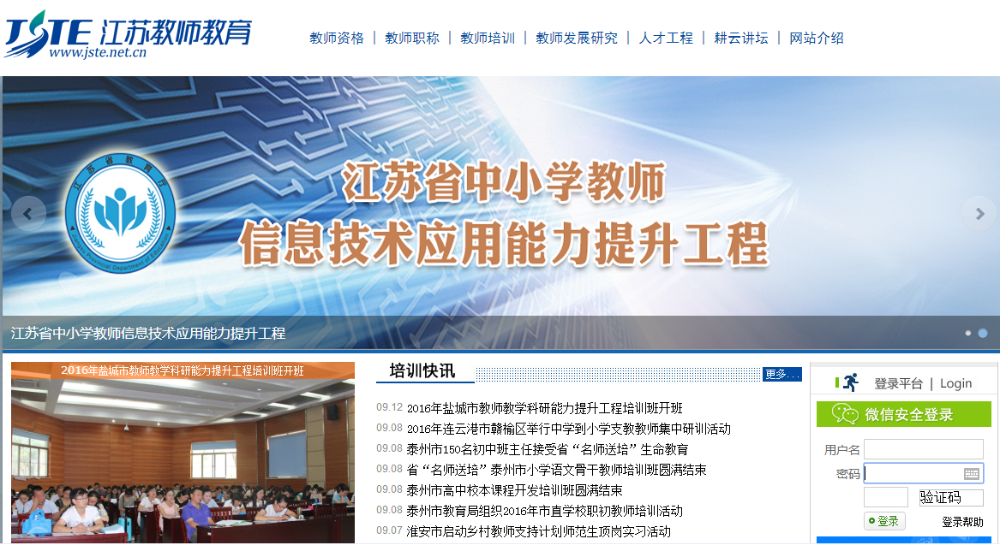 JSTE 江苏教师教育
www.jste.net.cn
教师资格 | 教师职称 | 教师培训 | 教师发展研究 | 人才工程 | 耕云讲坛 | 网站介绍
江苏省教育厅
Jiangsu Provincial Department of Education
江苏省中小学教师
信息技术应用能力提升工程
江苏省中小学教师信息技术应用能力提升工程
2016年盐城市教师教学科研能力提升工程培训班开班
培训快讯
更多...
09.12 2016年盐城市教师教学科研能力提升工程培训班开班
09.08 2016年连云港市赣榆区举行中学到小学支教教师集中研训活动
09.08 泰州市150名初中班主任接受省“名师送培”生命教育
09.08 省“名师送培”泰州市小学语文骨干教师培训班圆满结束
09.08 泰州市高中校本课程开发培训班圆满结束
09.08 泰州市教育局组织2016年市直学校职初教师培训活动
09.07 淮安市启动乡村教师支持计划师范生顶岗实习活动
登录平台 | Login
微信安全登录
用户名
密码
验证码
登录
登录帮助